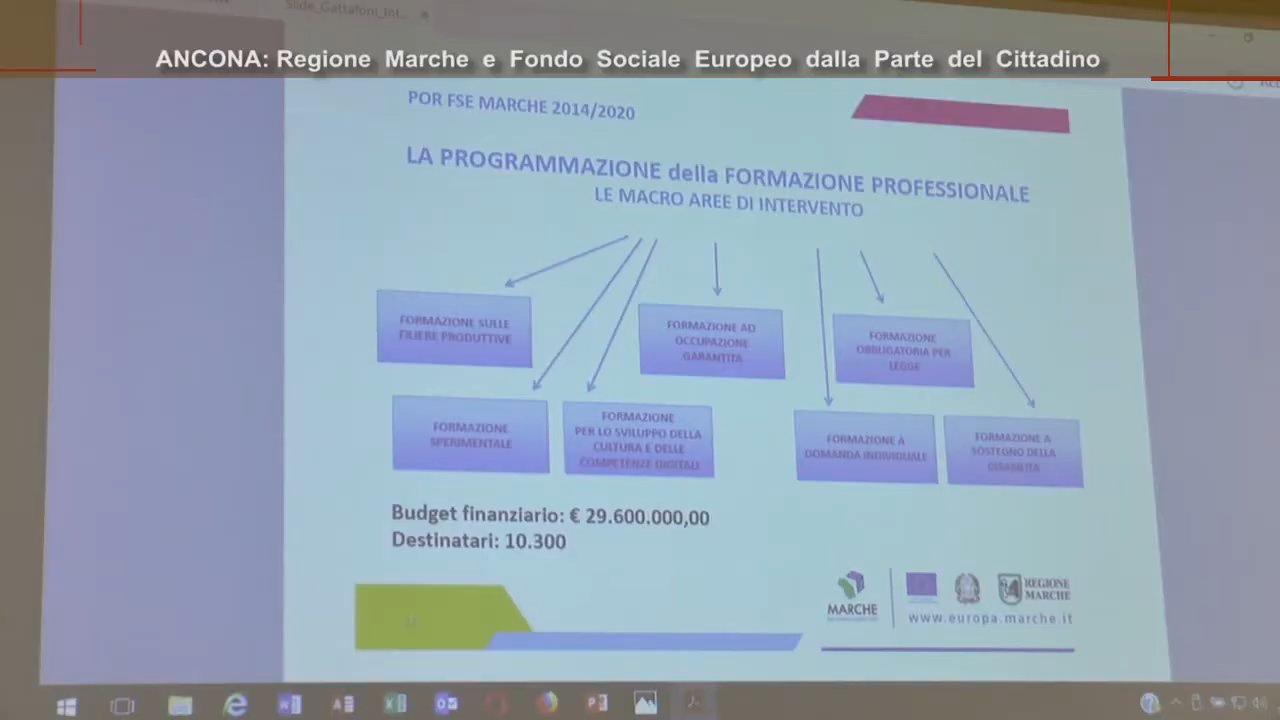 Slide_Gattafoni_Int...
ANCONA: Regione Marche e Fondo Sociale Europeo dalla Parte del Cittadino
POR FSE MARCHE 2014/2020
LA PROGRAMMAZIONE della FORMAZIONE PROFESSIONALE
LE MACRO AREE DI INTERVENTO
FORMAZIONE SULLE
FILIERE PRODUTTIVE
FORMAZIONE AD
OCCUPAZIONE
GARANTITA
FORMAZIONE
OBBLIGATORIA PER
LEGGE
FORMAZIONE
SPERIMENTALE
FORMAZIONE
PER LO SVILUPPO DELLA
CULTURA E DELLE
COMPETENZE DIGITALI
FORMAZIONE A
DOMANDA INDIVIDUALE
FORMAZIONE A
SOSTEGNO DELLA
DISABILITÀ
Budget finanziario: € 29.600.000,00
Destinatari: 10.300
MARCHE
REGIONE
MARCHE
www.europa.marche.it